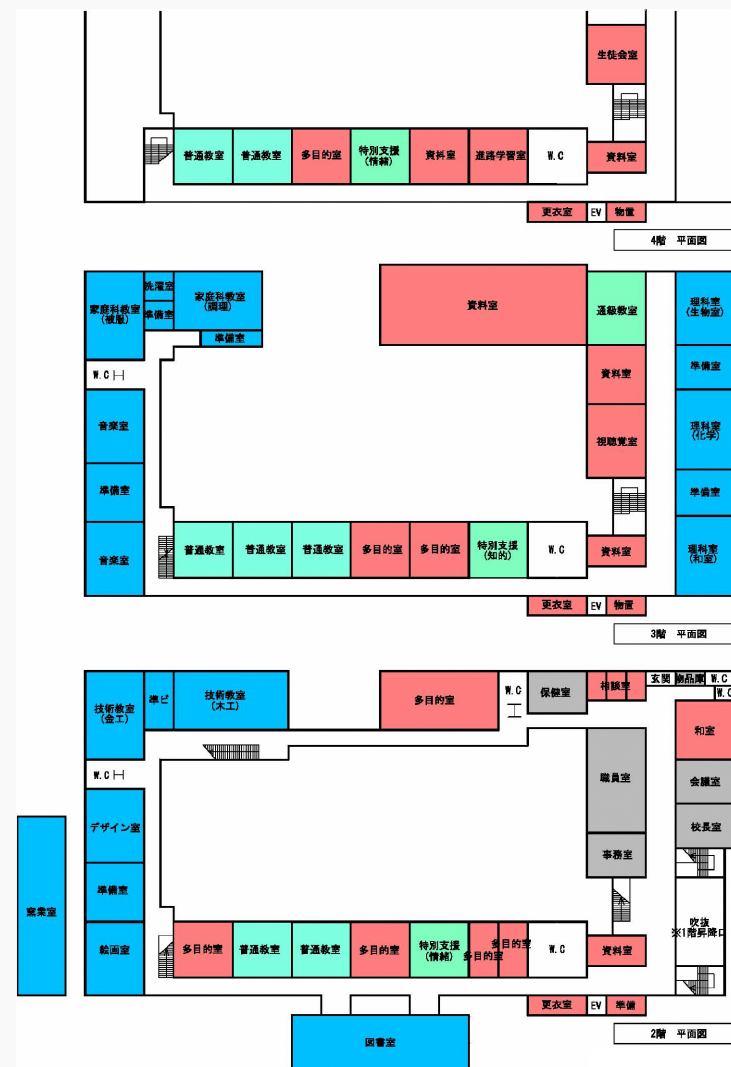 生徒会室
普通教室
普通教室
多目的室
特別支援
(情緒)
資料室
進路学習室
W.C
資料室
更衣室
EV
物置
4階 平面図
家庭科教室
(被服)
洗濯室
準備室
家庭科教室
(調理)
準備室
資料室
通級教室
理科室
(生物室)
W.C
資料室
準備室
音楽室
視聴覚室
理科室
(化学)
準備室
準備室
音楽室
普通教室
普通教室
普通教室
多目的室
多目的室
特別支援
(知的)
W.C
資料室
理科室
(和室)
更衣室
EV
物置
3階 平面図
技術教室
(金工)
準ビ
技術教室
(木工)
多目的室
W.C
保健室
相談室
玄関
物品庫
W.C
W.C
和室
W.C
職員室
会議室
デザイン室
校長室
事務室
窯業室
準備室
吹抜
※1階昇降口
絵画室
多目的室
普通教室
普通教室
多目的室
特別支援
(情緒)
多目的室
多目的室
W.C
資料室
更衣室
EV
準備
図書室
2階 平面図